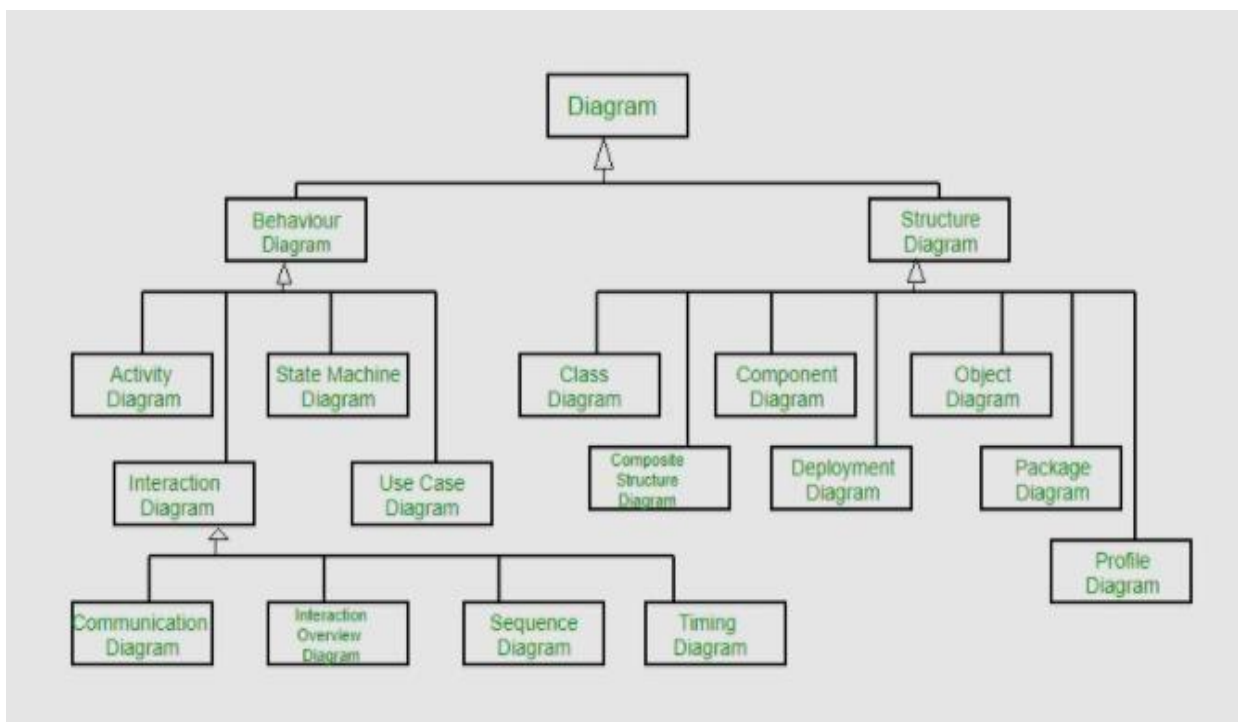 Diagram
Behaviour
Diagram
Structure
Diagram
Activity
Diagram
State Machine
Diagram
Class
Diagram
Component
Diagram
Object
Diagram
Interaction
Diagram
Use Case
Diagram
Composite
Structure
Diagram
Deployment
Diagram
Package
Diagram
Profile
Diagram
Communication
Diagram
Interaction
Overview
Diagram
Sequence
Diagram
Timing
Diagram